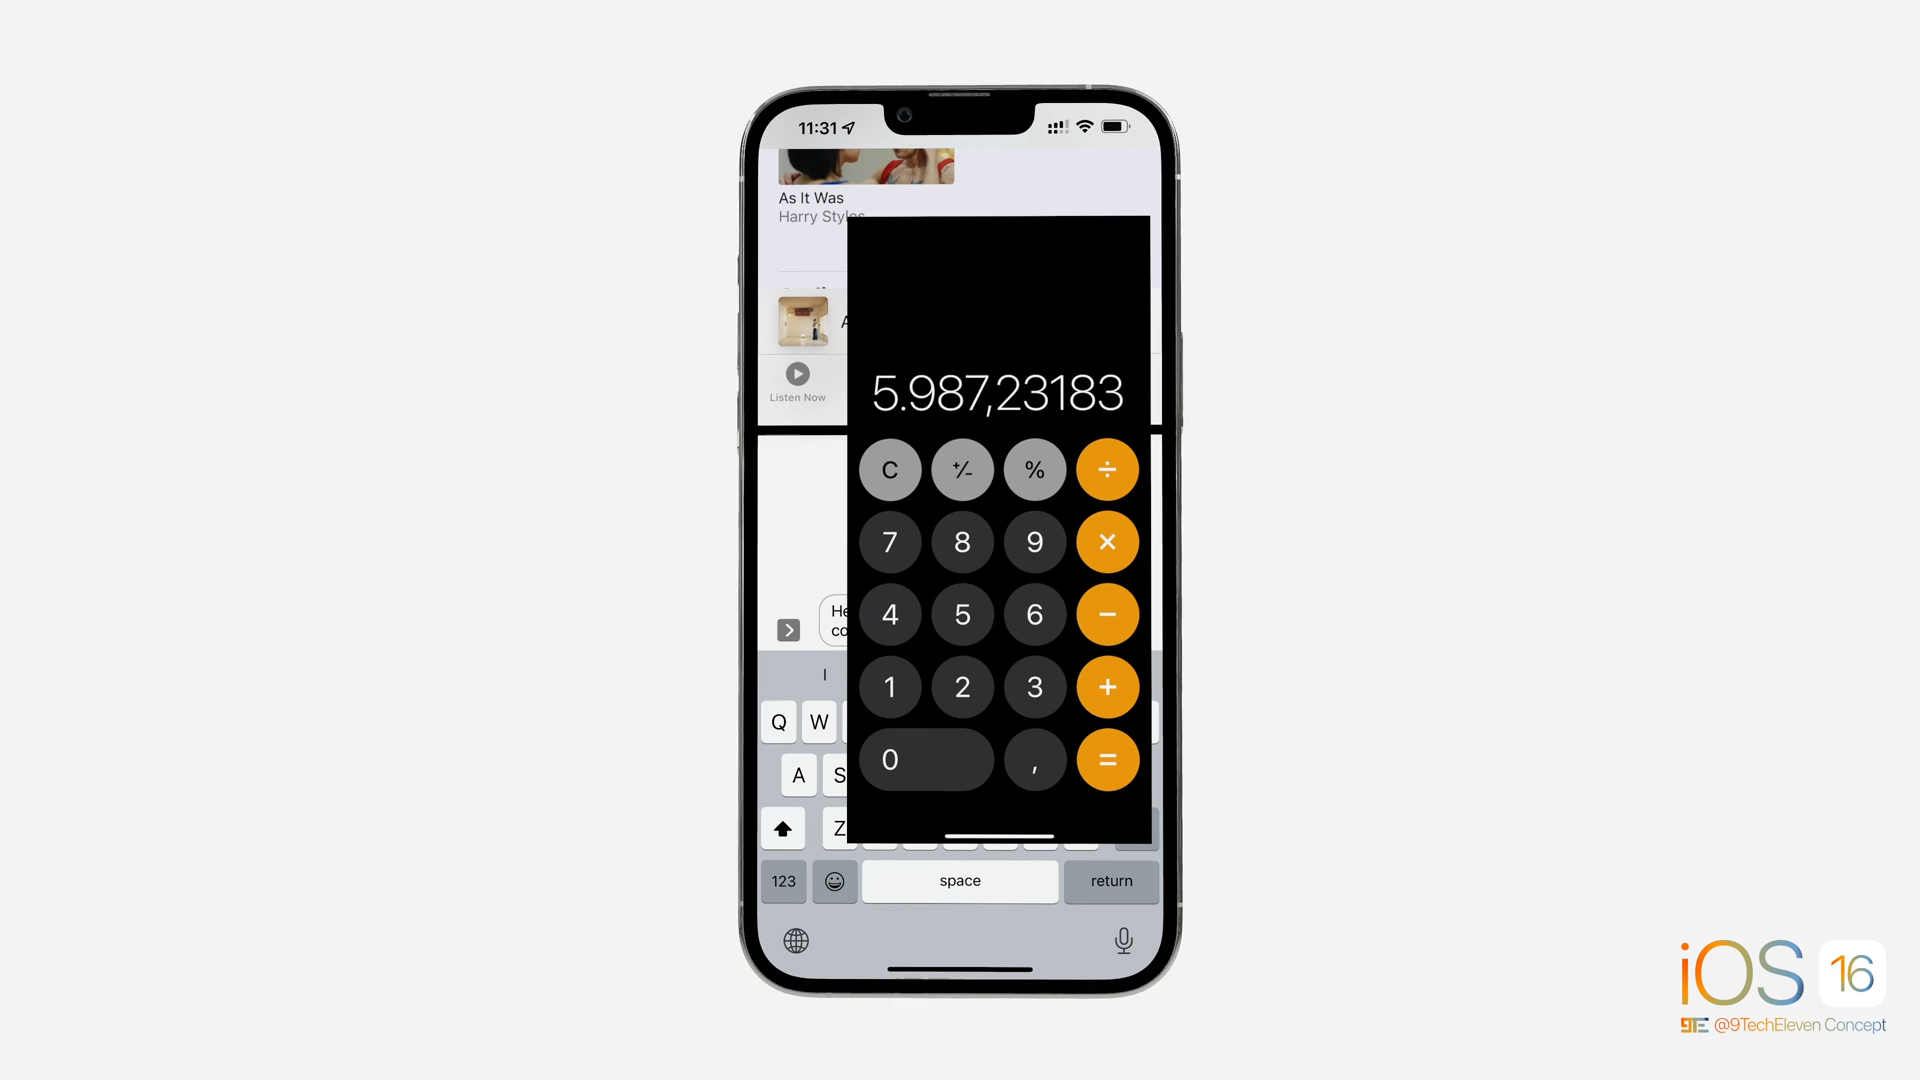 11:31
As It Was
Harry Styles
A
Listen Now
5.987,23183
C +/- % ÷
7 8 9 ×
4 5 6 −
1 2 3 +
0 , =
He
co
I
Q W
A S
Z
123 space return
iOS 16
9TE @9TechEleven Concept